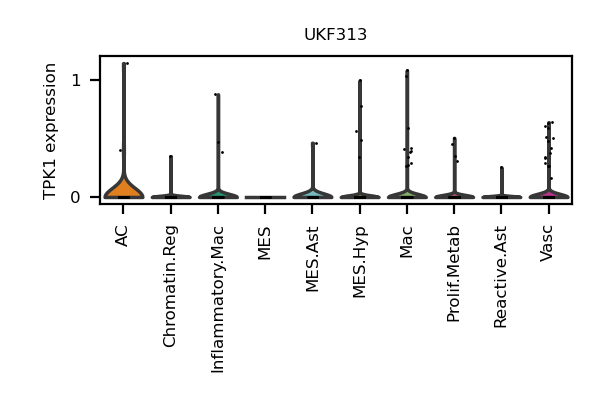 UKF313
TPK1 expression
1
0
AC
Chromatin.Reg
Inflammatory.Mac
MES
MES.Ast
MES.Hyp
Mac
Prolif.Metab
Reactive.Ast
Vasc